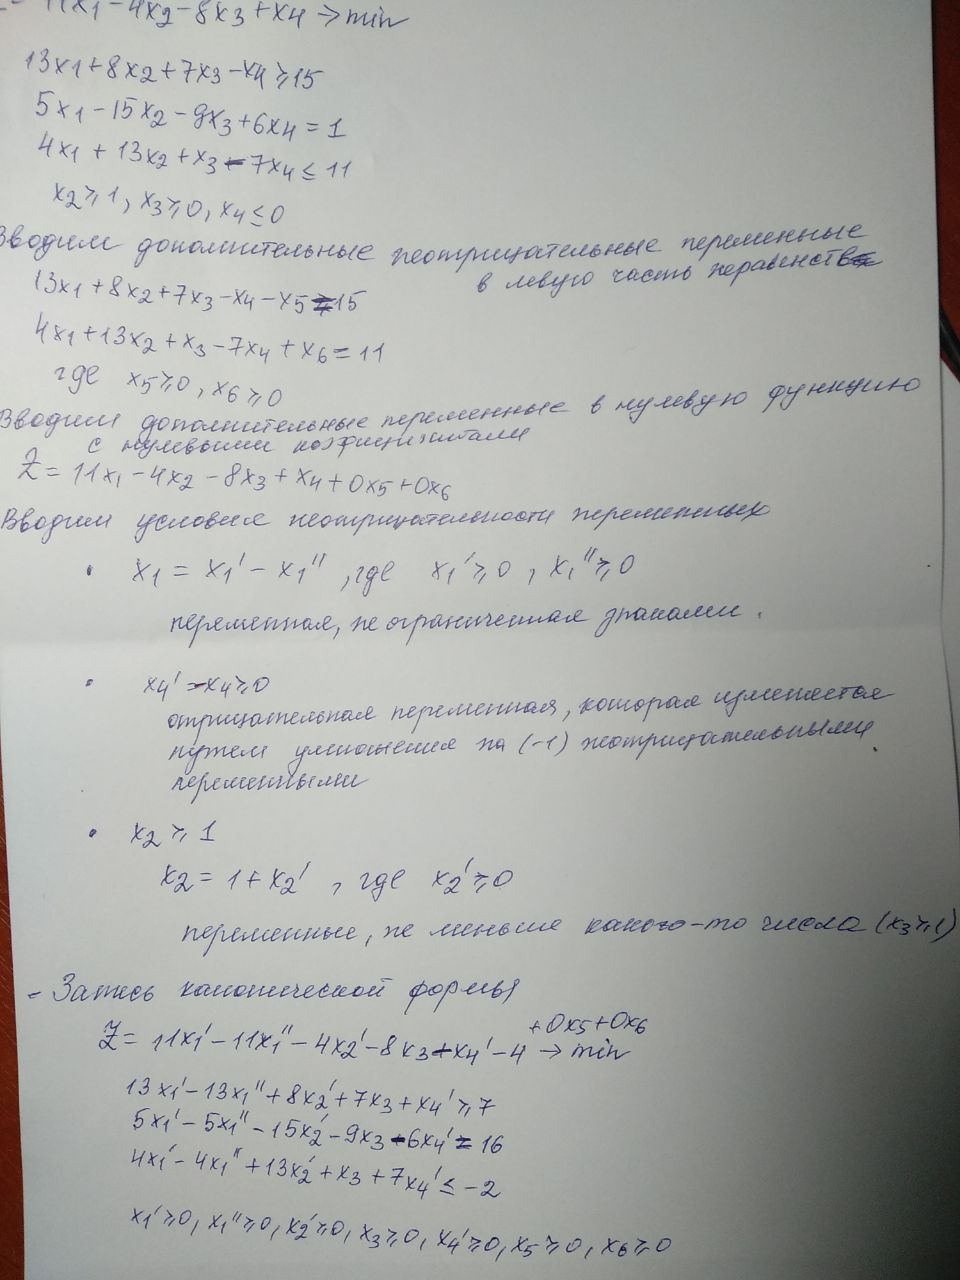 11x₁ - 4x₂ - 8x₃ + x₄ → min
13x₁ + 8x₂ + 7x₃ - x₄ ≥ 15
5x₁ - 15x₂ - 9x₃ + 6x₄ = 1
4x₁ + 13x₂ + x₃ - 7x₄ ≤ 11
x₂ ≥ 1, x₃ ≥ 0, x₄ ≤ 0
Вводим дополнительные неотрицательные переменные
в левую часть неравенств
13x₁ + 8x₂ + 7x₃ - x₄ - x₅ = 15
4x₁ + 13x₂ + x₃ - 7x₄ + x₆ = 11
где x₅ ≥ 0, x₆ ≥ 0
Вводим дополнительные переменные в нулевую функцию
с нулевыми коэфициентами
Z = 11x₁ - 4x₂ - 8x₃ + x₄ + 0x₅ + 0x₆
Вводим условия неотрицательности переменных
• x₁ = x₁' - x₁'', где x₁' ≥ 0, x₁'' ≥ 0
переменная, не ограниченная знаками.
• x₄' = -x₄ ≥ 0
отрицательная переменная, которая изменяется
путем умножения на (-1) неотрицательными
переменными
• x₂ ≥ 1
x₂ = 1 + x₂', где x₂' ≥ 0
переменные, не меньше какого-то числа (x₃ ≥ 1)
- Запись канонической формы
+ 0x₅ + 0x₆
Z = 11x₁' - 11x₁'' - 4x₂' - 8x₃ - x₄' - 4 → min
13x₁' - 13x₁'' + 8x₂' + 7x₃ + x₄' ≥ 7
5x₁' - 5x₁'' - 15x₂' - 9x₃ - 6x₄' = 16
4x₁' - 4x₁'' + 13x₂' + x₃ + 7x₄' ≤ -2
x₁' ≥ 0, x₁'' ≥ 0, x₂' ≥ 0, x₃ ≥ 0, x₄' ≥ 0, x₅ ≥ 0, x₆ ≥ 0